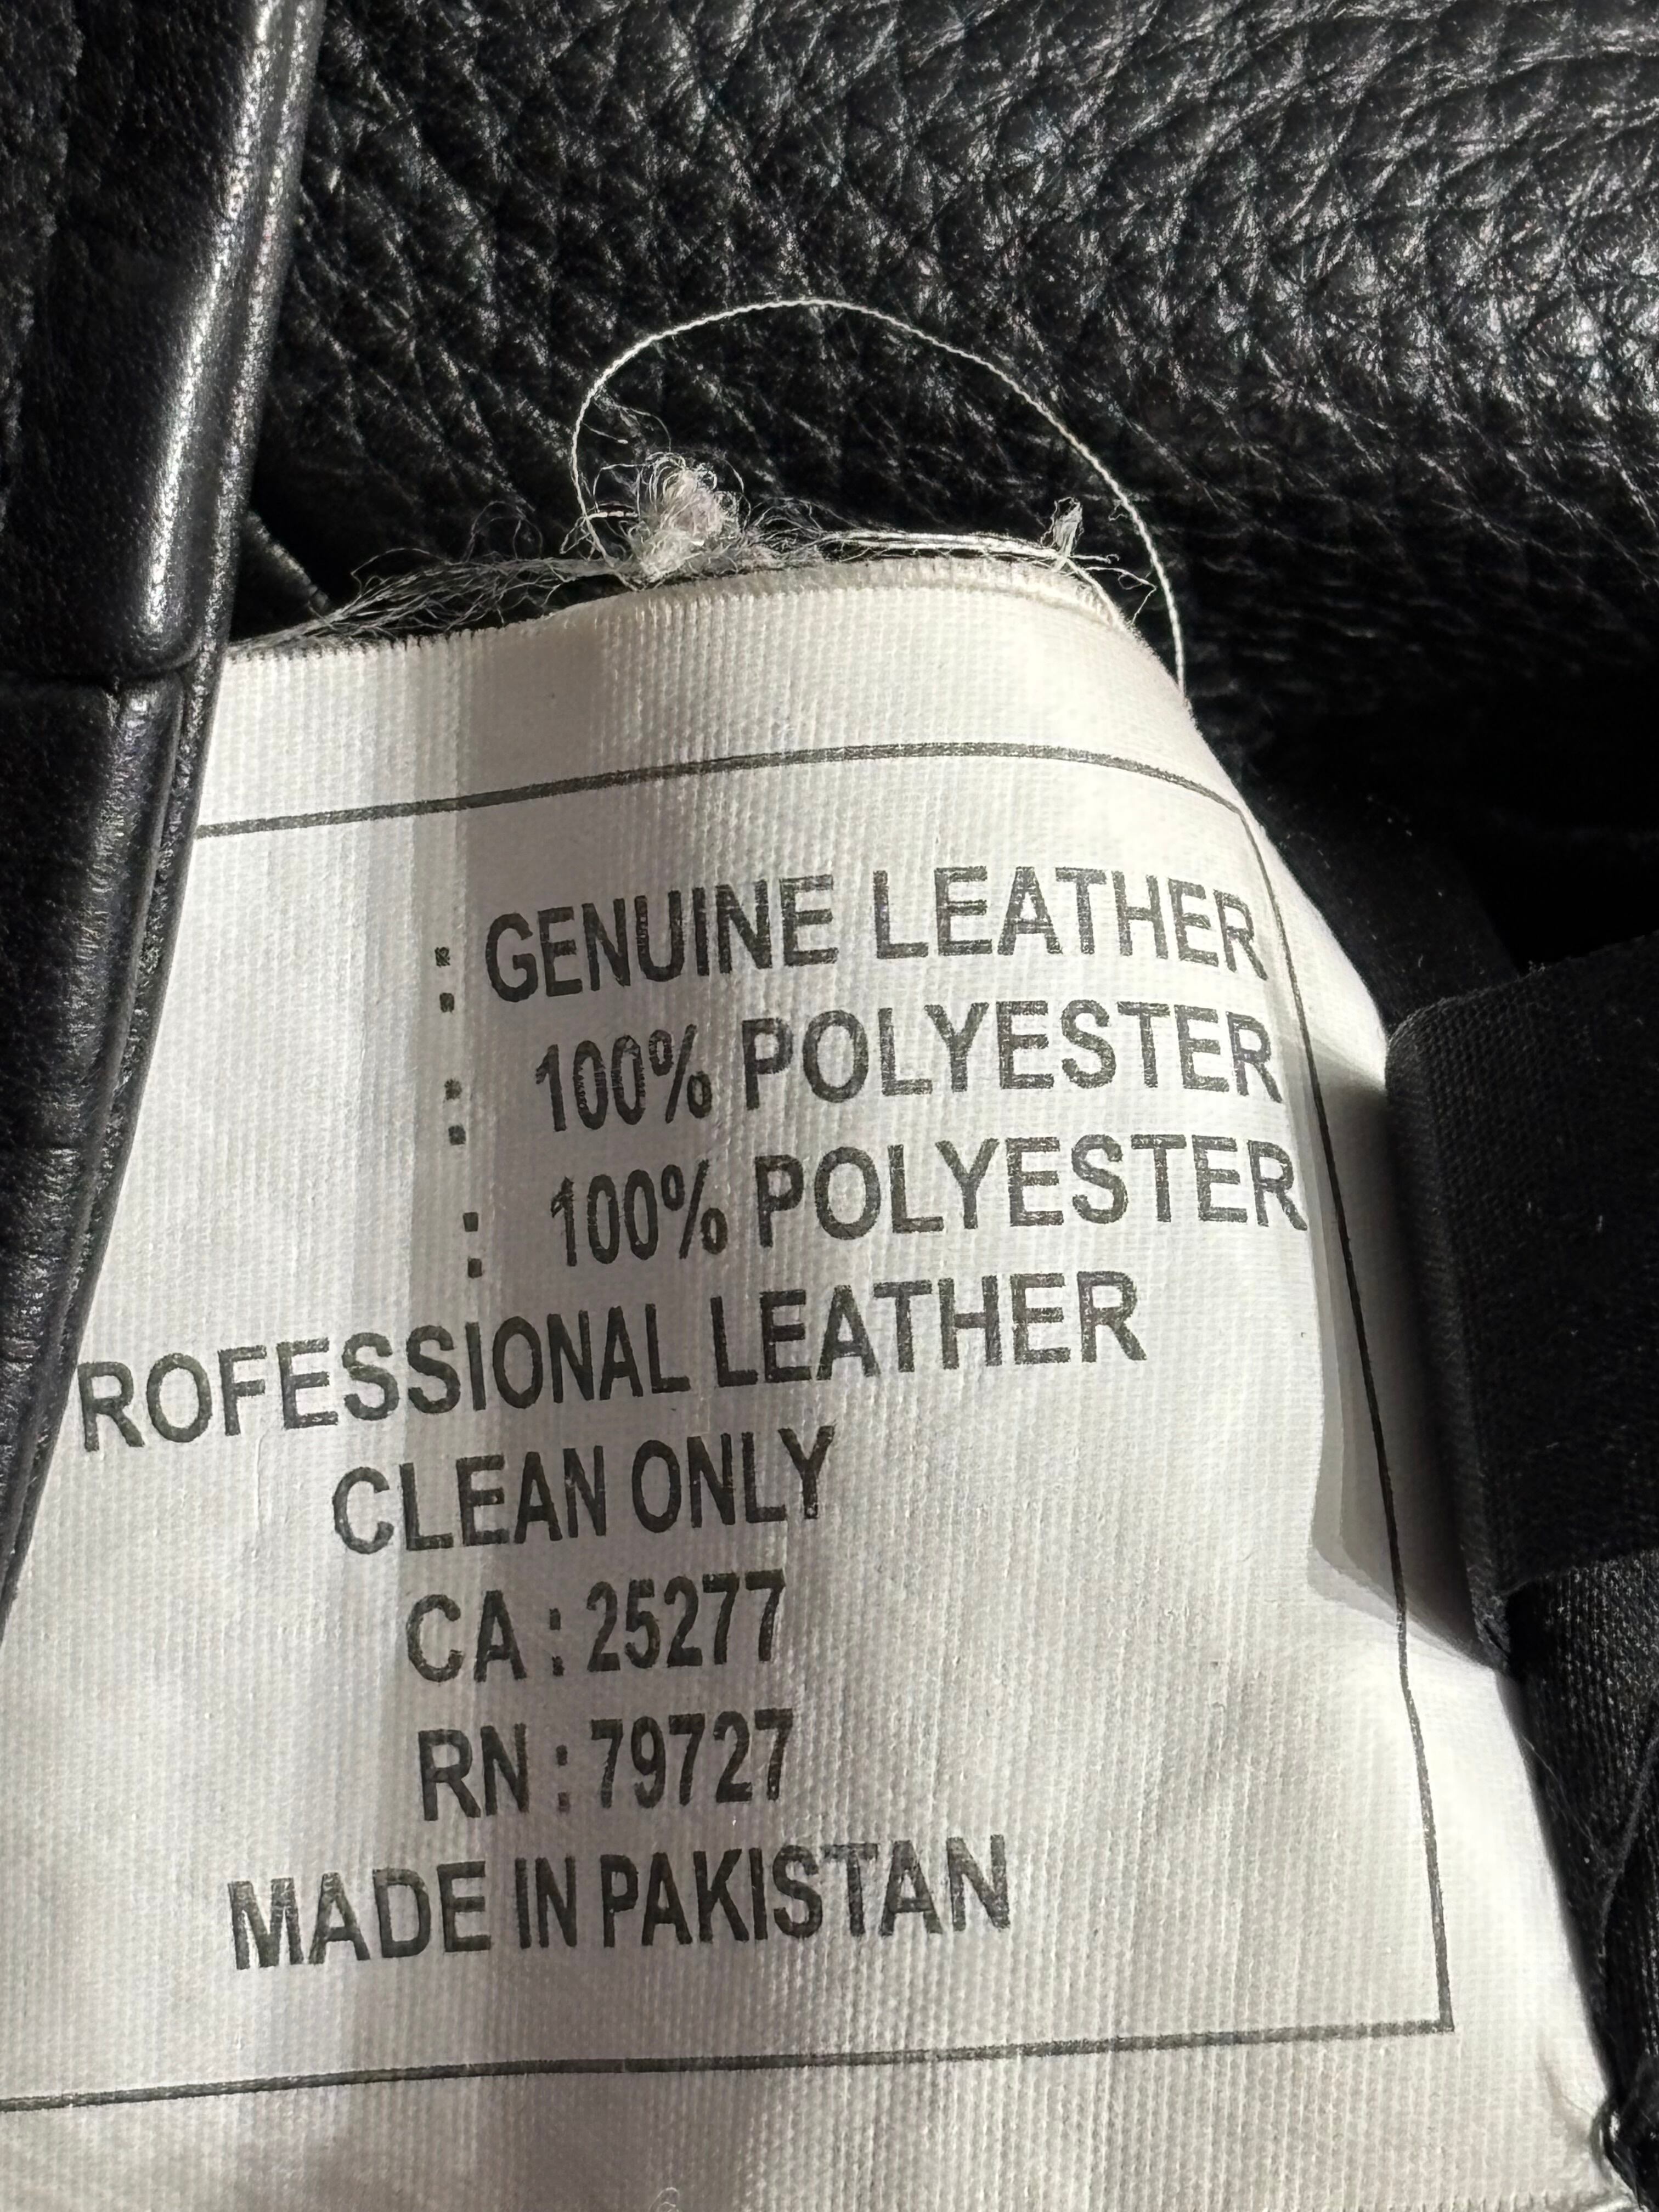 : GENUINE LEATHER
: 100% POLYESTER
: 100% POLYESTER
ROFESSIONAL LEATHER
CLEAN ONLY
CA : 25277
RN : 79727
MADE IN PAKISTAN